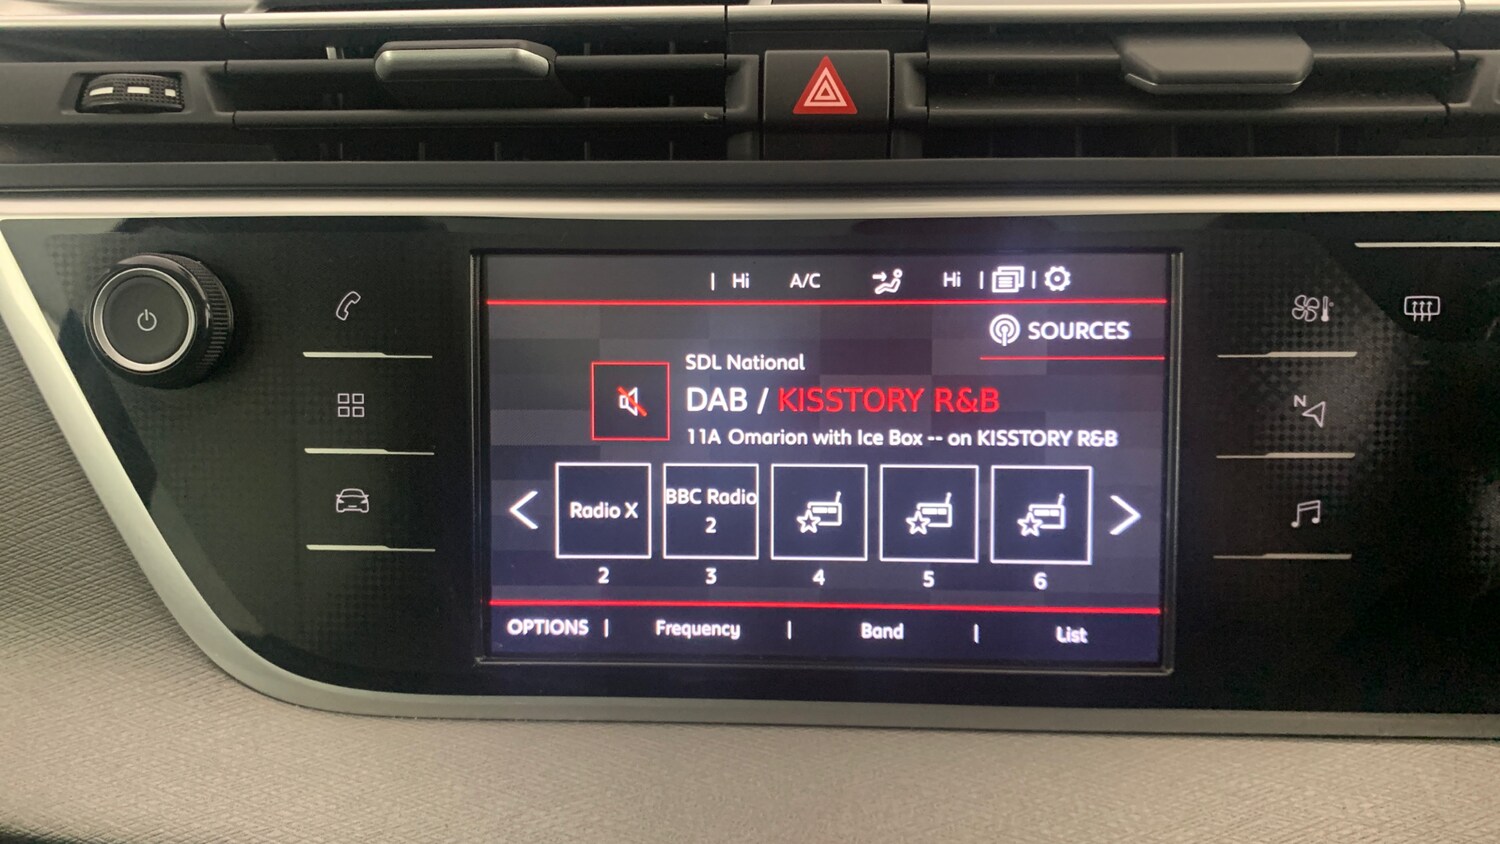 Hi A/C Hi
SOURCES
SDL National
DAB / KISSTORY R&B
11A Omarion with Ice Box -- on KISSTORY R&B
Radio X
BBC Radio
2
2 3 4 5 6
OPTIONS | Frequency | Band | List
N